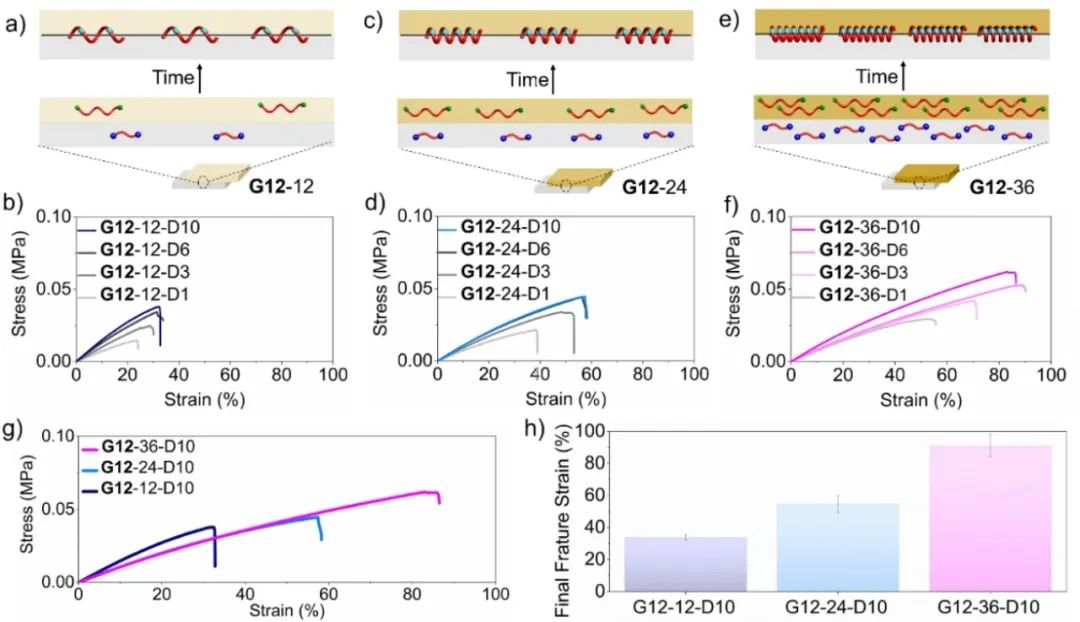 a)
Time
G12-12
c)
Time
G12-24
e)
Time
G12-36
b)
0.10
0.05
0.00
Stress (MPa)
G12-12-D10
G12-12-D6
G12-12-D3
G12-12-D1
0 20 40 60 80 100
Strain (%)
d)
0.10
0.05
0.00
Stress (MPa)
G12-24-D10
G12-24-D6
G12-24-D3
G12-24-D1
0 20 40 60 80 100
Strain (%)
f)
0.10
0.05
0.00
Stress (MPa)
G12-36-D10
G12-36-D6
G12-36-D3
G12-36-D1
0 20 40 60 80 100
Strain (%)
g)
0.10
0.05
0.00
Stress (MPa)
G12-36-D10
G12-24-D10
G12-12-D10
0 20 40 60 80 100
Strain (%)
h)
Final Frature Strain (%)
100
80
60
40
20
0
G12-12-D10 G12-24-D10 G12-36-D10